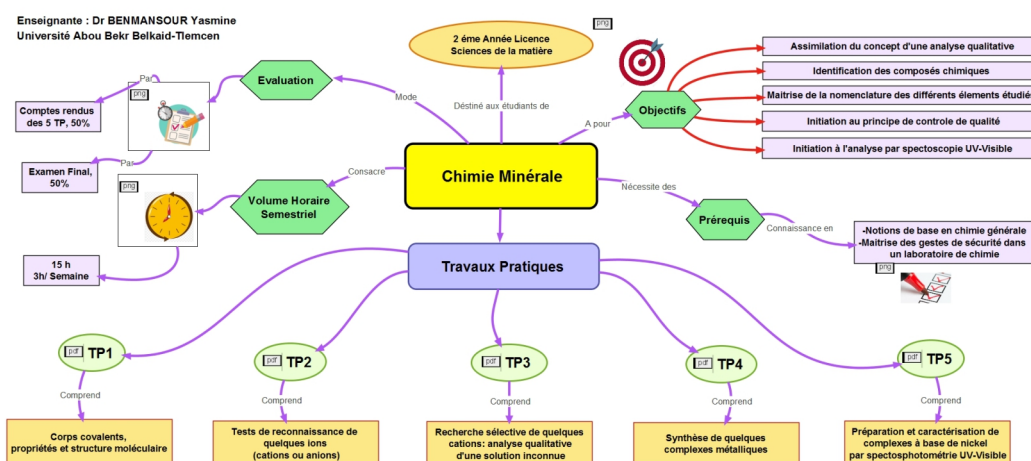 Enseignante : Dr BENMANSOUR Yasmine
Université Abou Bekr Belkaid-Tlemcen
2 éme Année Licence
Sciences de la matière
png
Evaluation
Mode
Déstiné aux étudiants de
A pour
Objectifs
Assimilation du concept d'une analyse qualitative
Identification des composés chimiques
Maitrise de la nomenclature des différents élements étudiés
Initiation au principe de controle de qualité
Initiation à l'analyse par spectoscopie UV-Visible
Par
png
Comptes rendus
des 5 TP, 50%
Par
Examen Final,
50%
Chimie Minérale
Consacre
Volume Horaire
Semestriel
png
15 h
3h/ Semaine
Nécessite des
Prérequis
Connaissance en
-Notions de base en chimie générale
-Maitrise des gestes de sécurité dans
un laboratoire de chimie
png
Travaux Pratiques
pdf TP1
pdf TP2
pdf TP3
pdf TP4
pdf TP5
Comprend
Comprend
Comprend
Comprend
Comprend
Corps covalents,
propriétés et structure moléculaire
Tests de reconnaissance de
quelques ions
(cations ou anions)
Recherche sélective de quelques
cations: analyse qualitative
d'une solution inconnue
Synthèse de quelques
complexes métalliques
Préparation et caractérisation de
complexes à base de nickel
par spectosphotométrie UV-Visible